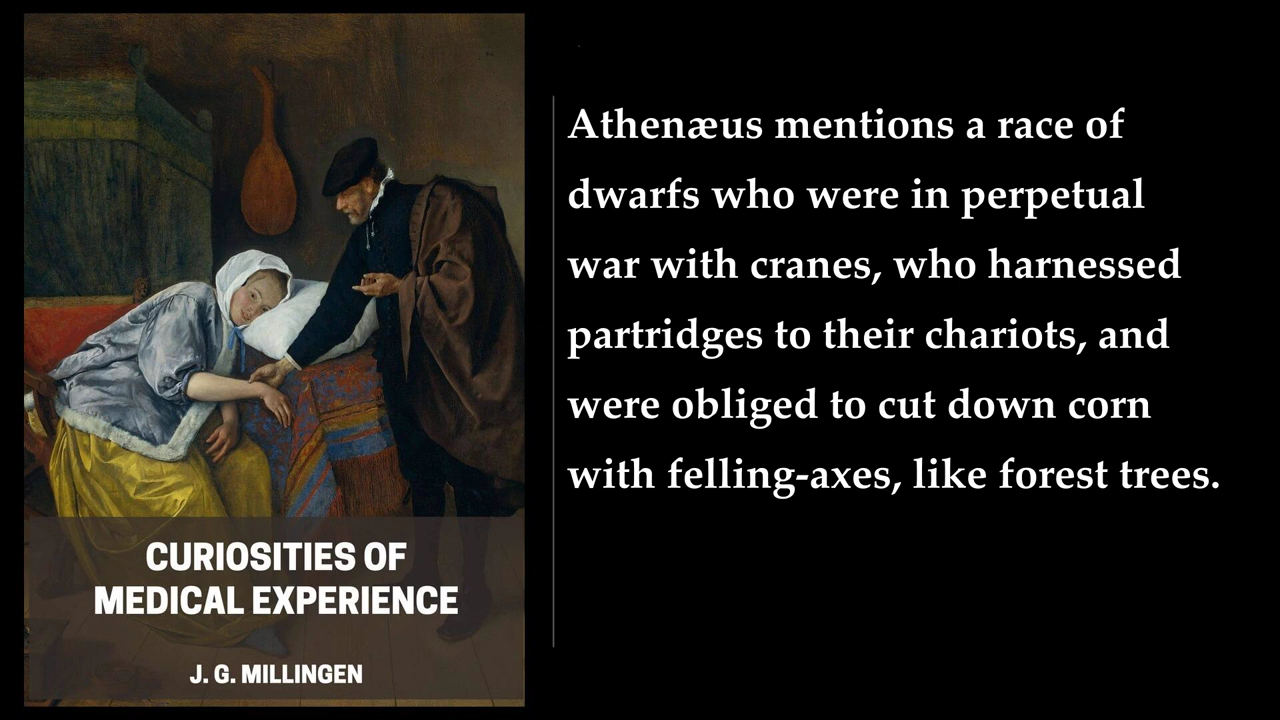 Athenæus mentions a race of
dwarfs who were in perpetual
war with cranes, who harnessed
partridges to their chariots, and
were obliged to cut down corn
with felling-axes, like forest trees.
CURIOSITIES OF
MEDICAL EXPERIENCE
J. G. MILLINGEN